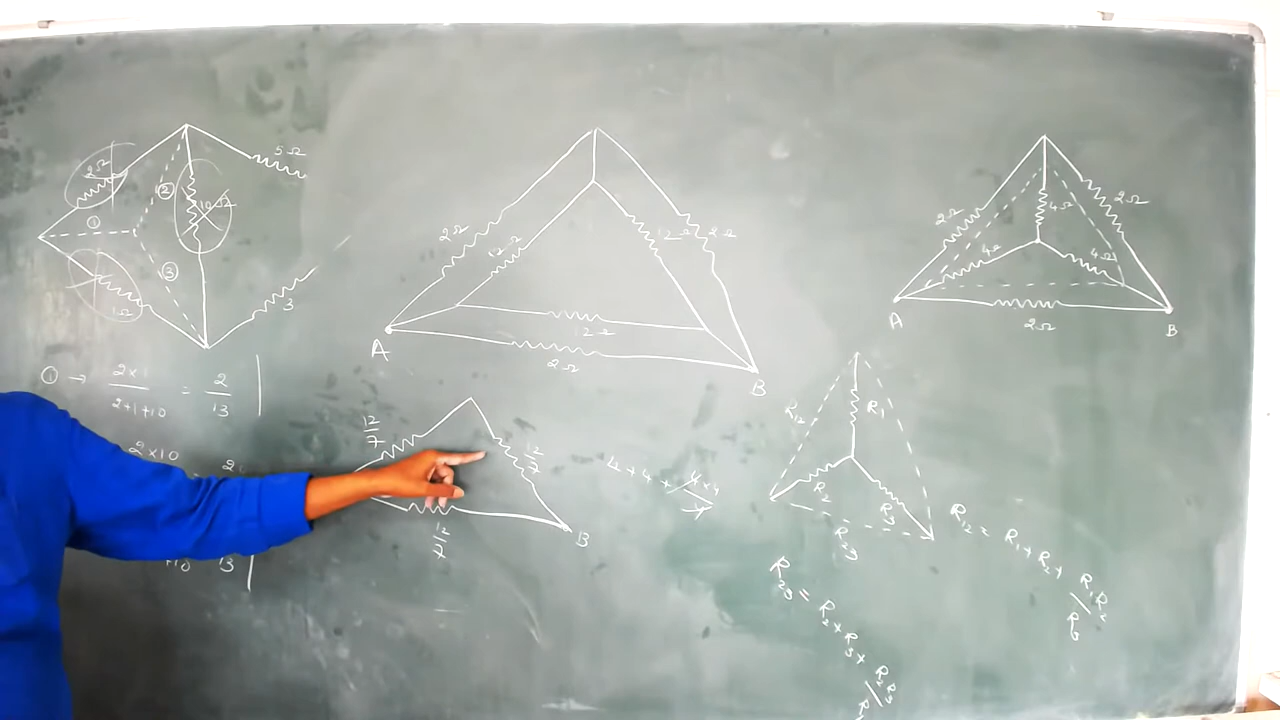 2Ω
5Ω
②
10Ω
①
③
1Ω
3
① → 2×1 / 2+1+10 = 2 / 13
2×10
13
2Ω
12Ω
12Ω
2Ω
12Ω
2Ω
A
B
12/7
12/7
12/7
B
4+4+ 4×4 / 4
2Ω
4Ω
2Ω
4Ω
4Ω
A
2Ω
B
R12
R1
R2
R3
R23
R12 = R1+R2+ R1R2 / R3
R23 = R2+R3+ R2R3 / R1